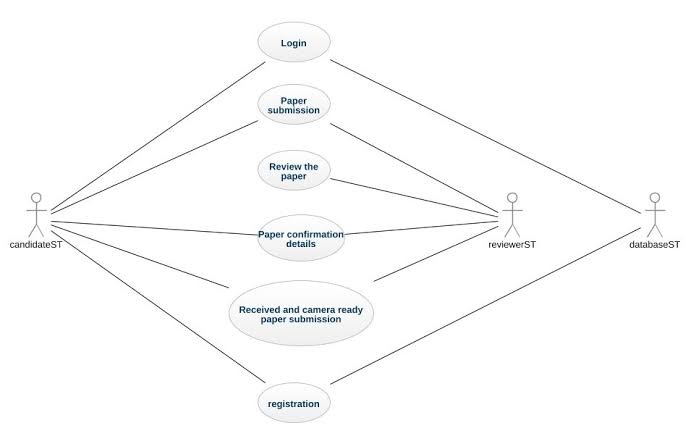 Login
Paper
submission
Review the
paper
candidateST
reviewerST
databaseST
Paper confirmation
details
Received and camera ready
paper submission
registration